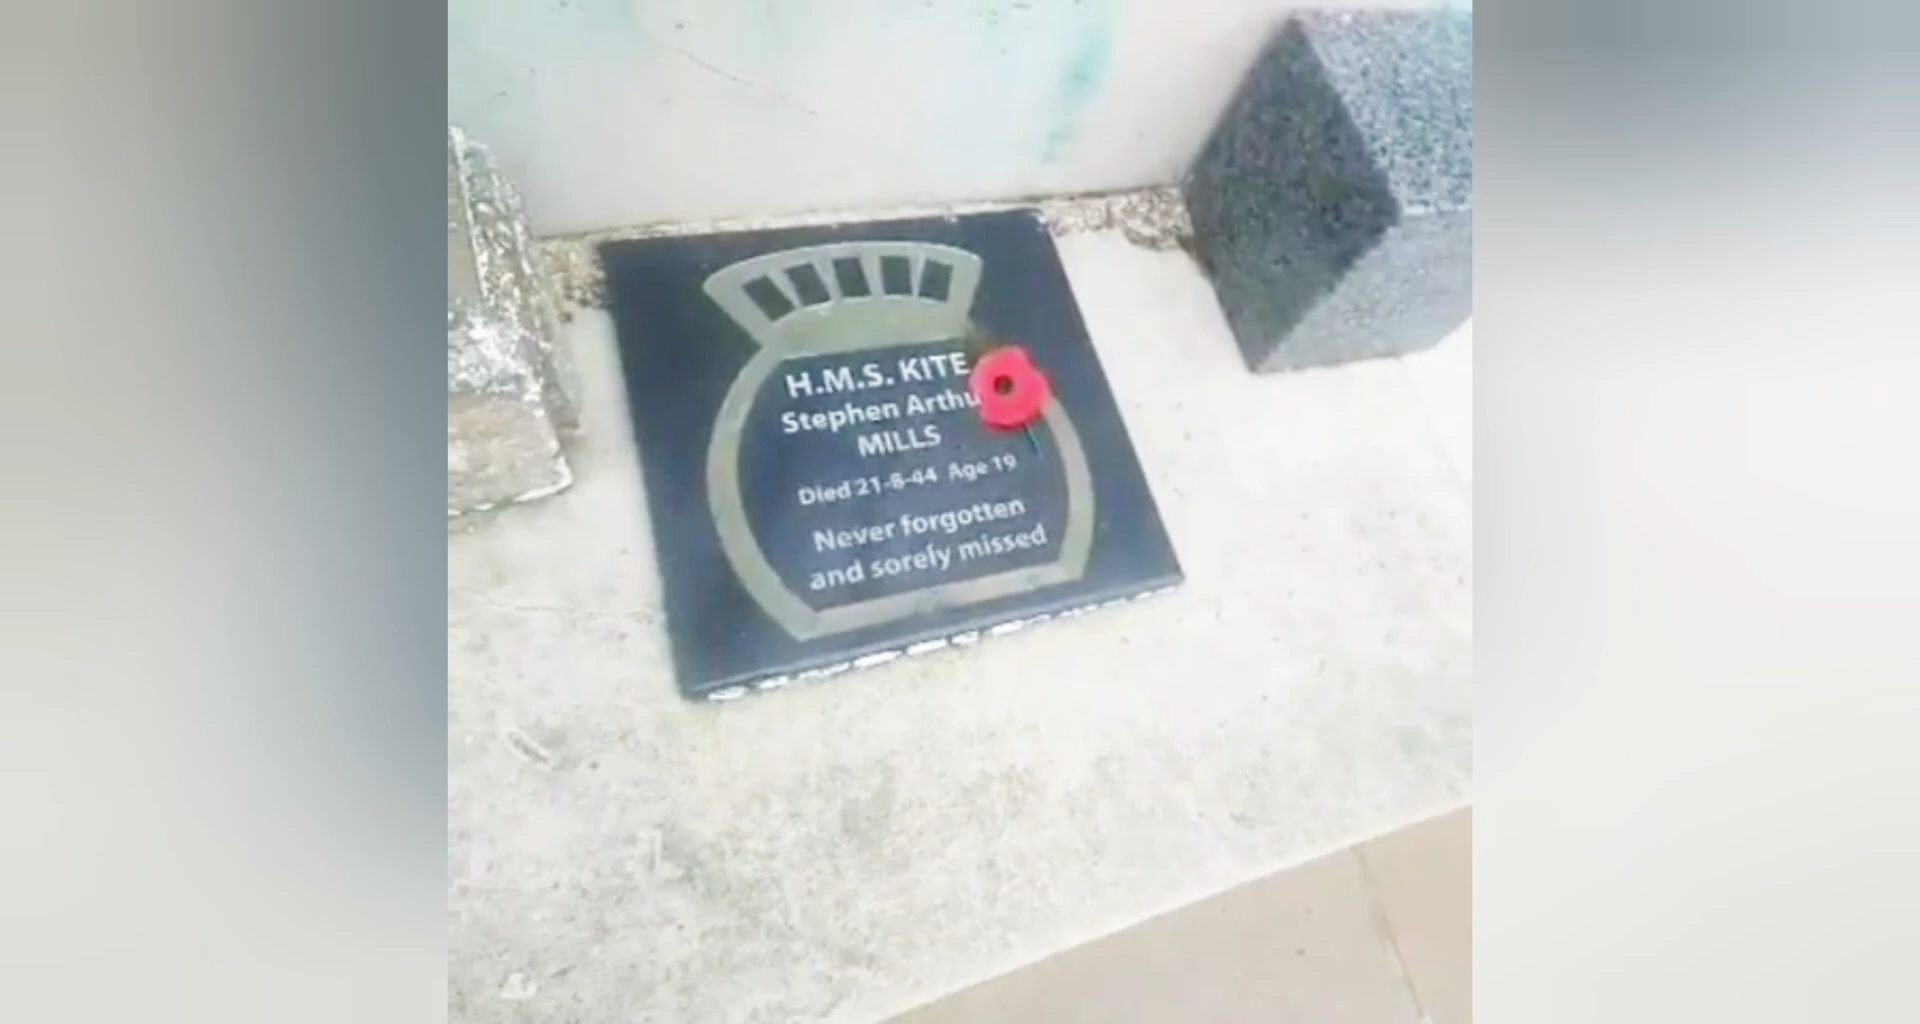 H.M.S. KITE
Stephen Arthu
MILLS
Died 21-8-44 Age 19
Never forgotten
and sorely missed